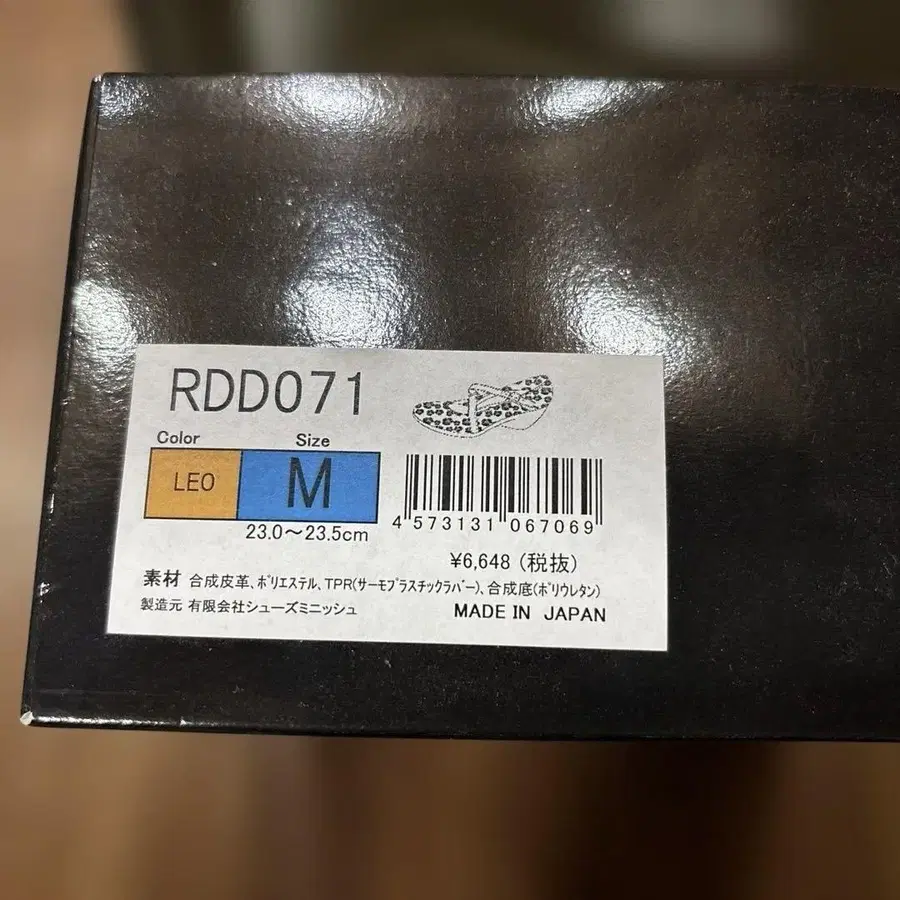 RDD071
Color Size
LEO M
23.0～23.5cm
4 573131 067069
¥6,648 (税抜)
素材 合成皮革、ポリエステル、TPR(サーモプラスチックラバー)、合成底(ポリウレタン)
製造元 有限会社シューズミニッシュ MADE IN JAPAN